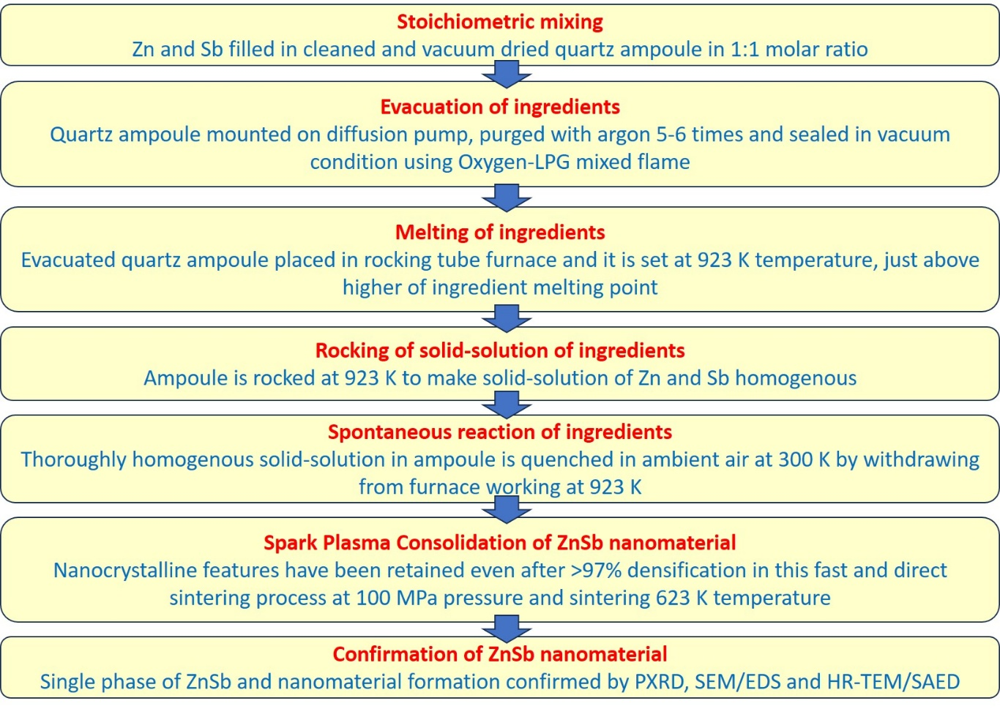 Stoichiometric mixing
Zn and Sb filled in cleaned and vacuum dried quartz ampoule in 1:1 molar ratio
Evacuation of ingredients
Quartz ampoule mounted on diffusion pump, purged with argon 5-6 times and sealed in vacuum
condition using Oxygen-LPG mixed flame
Melting of ingredients
Evacuated quartz ampoule placed in rocking tube furnace and it is set at 923 K temperature, just above
higher of ingredient melting point
Rocking of solid-solution of ingredients
Ampoule is rocked at 923 K to make solid-solution of Zn and Sb homogenous
Spontaneous reaction of ingredients
Thoroughly homogenous solid-solution in ampoule is quenched in ambient air at 300 K by withdrawing
from furnace working at 923 K
Spark Plasma Consolidation of ZnSb nanomaterial
Nanocrystalline features have been retained even after >97% densification in this fast and direct
sintering process at 100 MPa pressure and sintering 623 K temperature
Confirmation of ZnSb nanomaterial
Single phase of ZnSb and nanomaterial formation confirmed by PXRD, SEM/EDS and HR-TEM/SAED